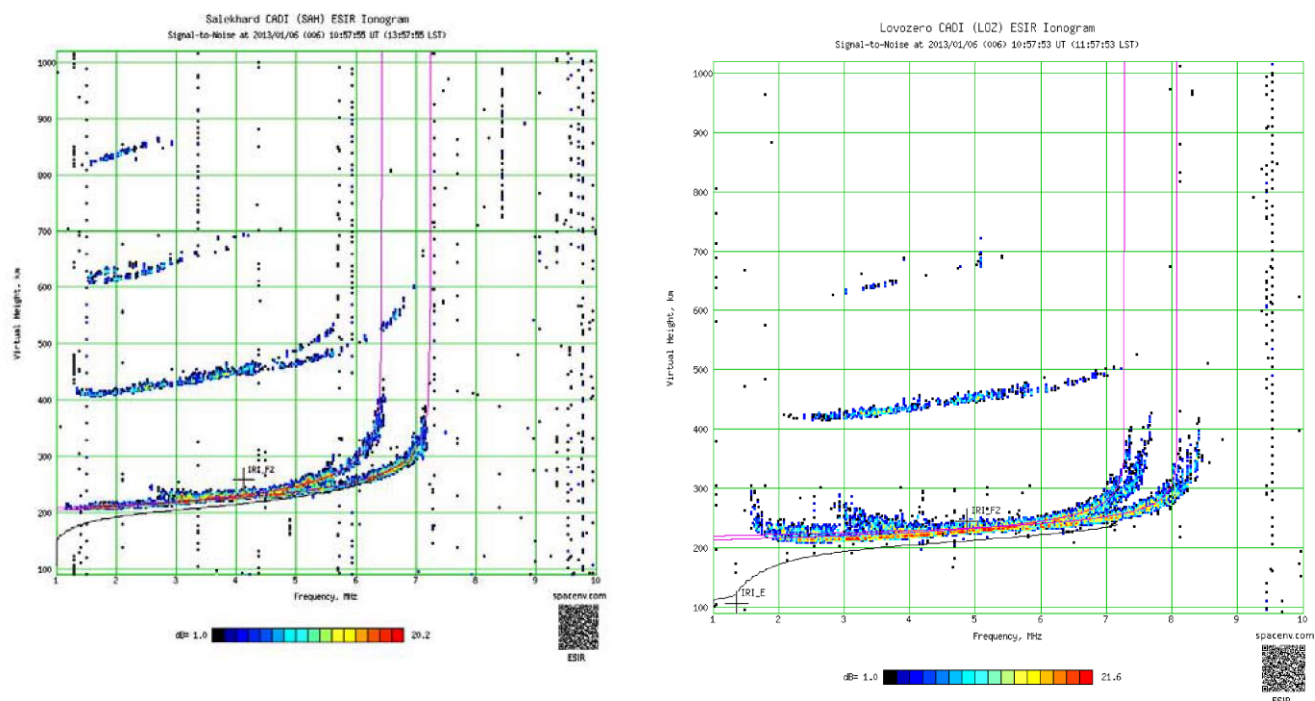 Salekhard CADI (SAH) ESIR Ionogram
Signal-to-Noise at 2013/01/06 (006) 10:57:55 UT (13:57:55 LST)
1000
900
800
700
600
500
400
300
200
100
Virtual Height, km
IRI_F2
1 2 3 4 5 6 7 8 9 10
Frequency, MHz
spacenv.com
dB= 1.0 20.2
ESIR
Lovozero CADI (LOZ) ESIR Ionogram
Signal-to-Noise at 2013/01/06 (006) 10:57:53 UT (11:57:53 LST)
1000
900
800
700
600
500
400
300
200
100
Virtual Height, km
IRI_F2
IRI_E
1 2 3 4 5 6 7 8 9 10
Frequency, MHz
spacenv.com
dB= 1.0 21.6
ESIR